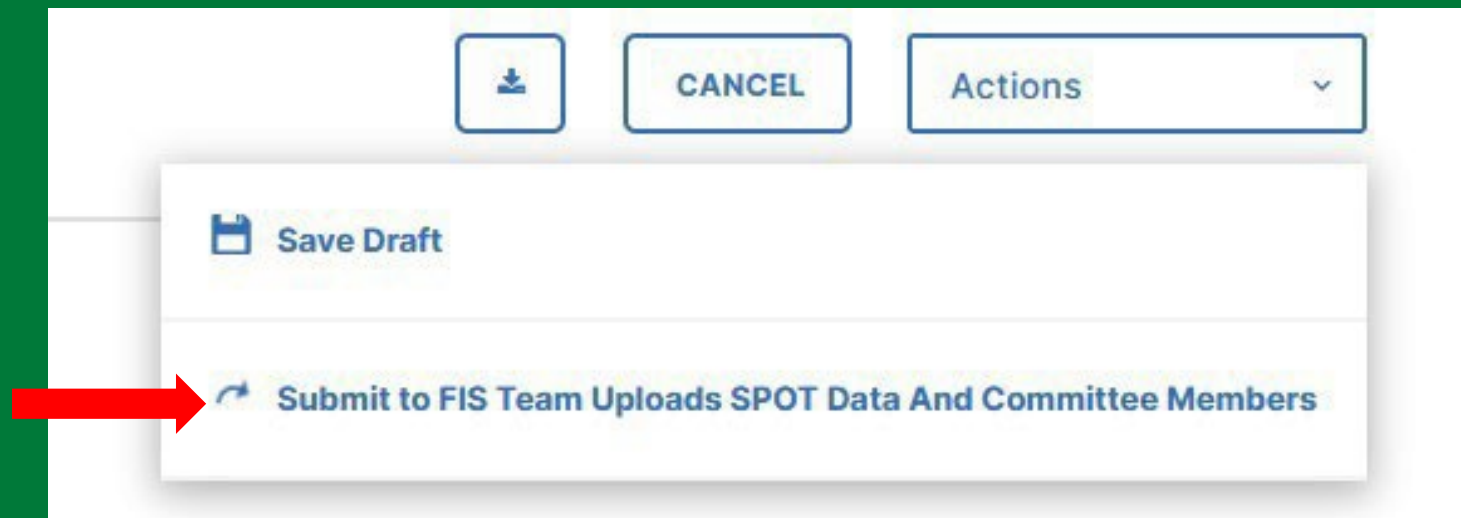 CANCEL
Actions
Save Draft
Submit to FIS Team Uploads SPOT Data And Committee Members